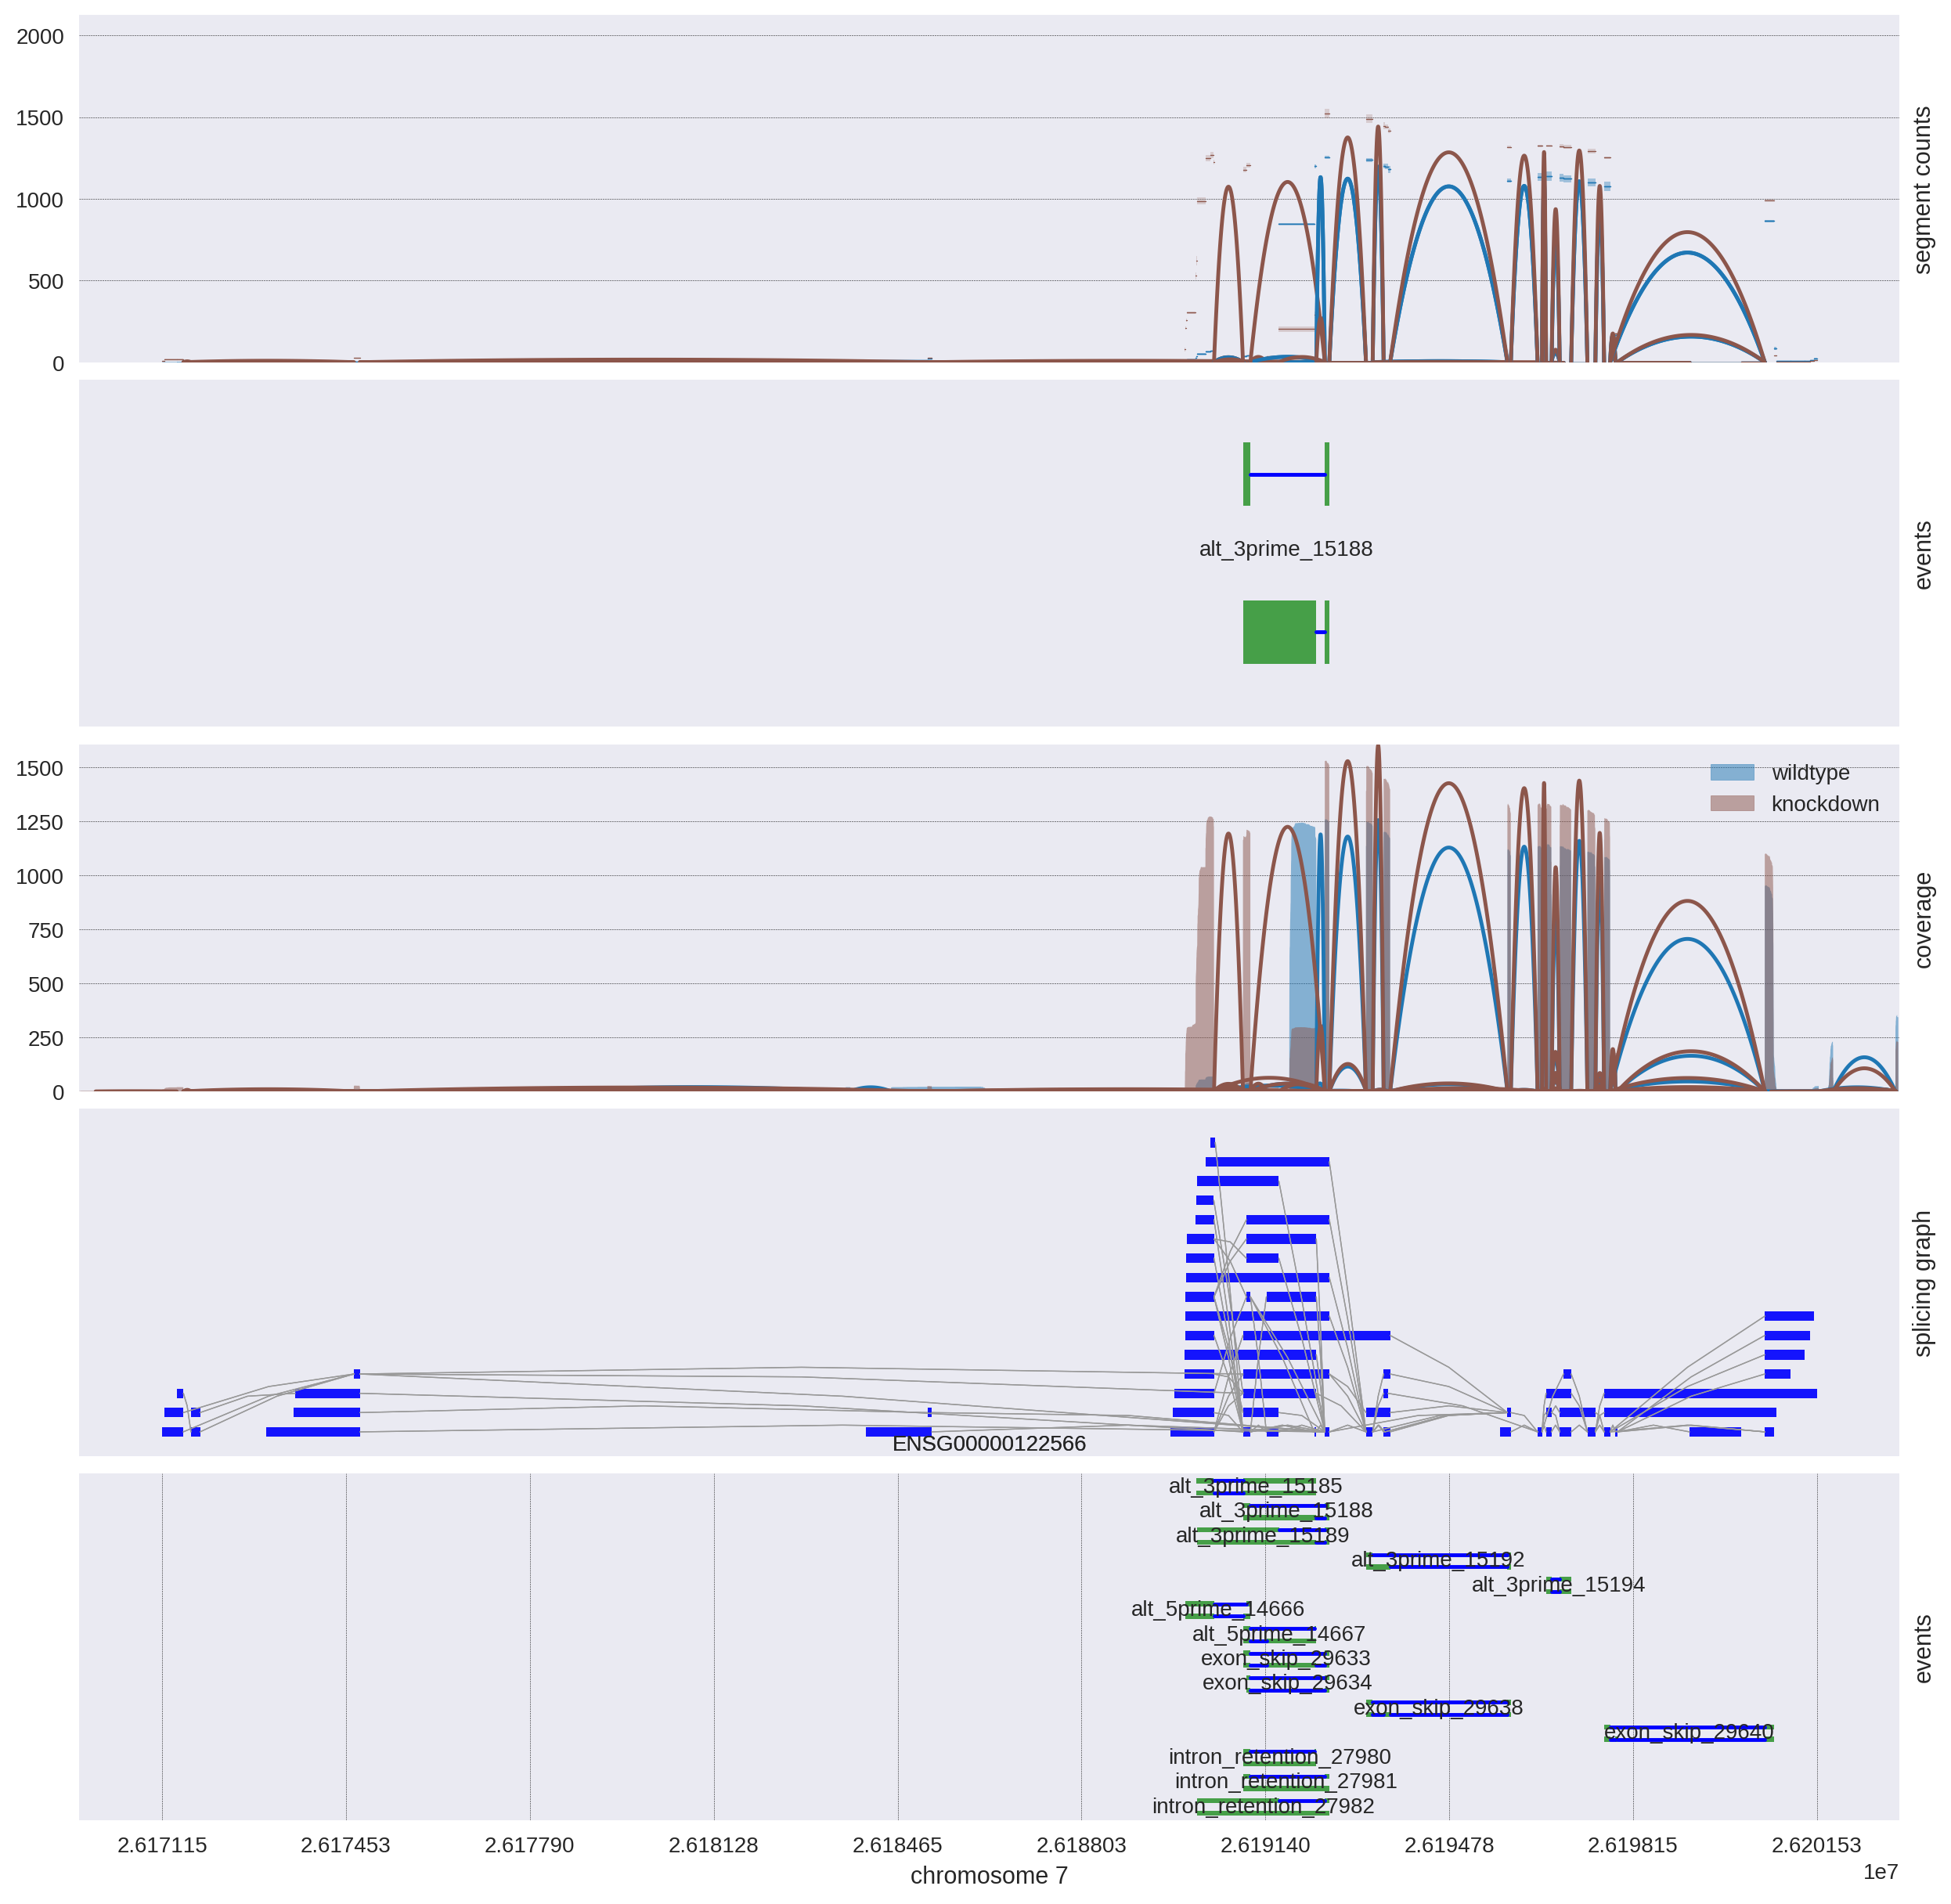 2000
1500
1000
500
0
segment counts
alt_3prime_15188
events
1500
1250
1000
750
500
250
0
wildtype
knockdown
coverage
ENSG00000122566
splicing graph
alt_3prime_15185
alt_3prime_15188
alt_3prime_15189
alt_3prime_15192
alt_3prime_15194
alt_5prime_14666
alt_5prime_14667
exon_skip_29633
exon_skip_29634
exon_skip_29638
exon_skip_29640
intron_retention_27980
intron_retention_27981
intron_retention_27982
events
2.617115 2.617453 2.617790 2.618128 2.618465 2.618803 2.619140 2.619478 2.619815 2.620153
1e7
chromosome 7